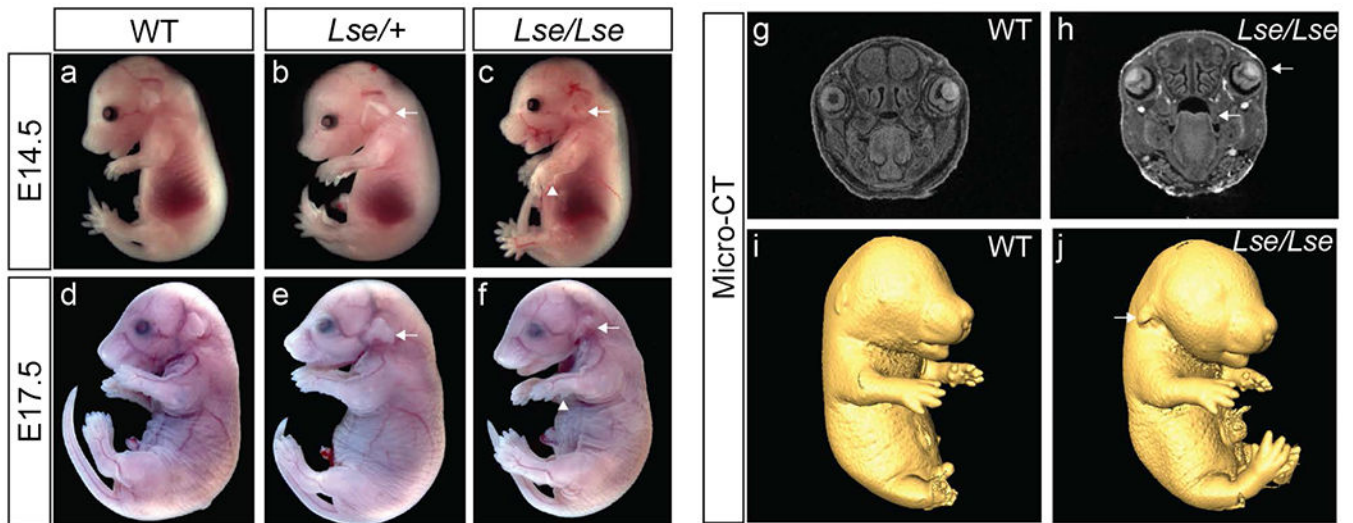 WT
Lse/+
Lse/Lse
E14.5
a
b
c
E17.5
d
e
f
Micro-CT
g
WT
h
Lse/Lse
i
WT
j
Lse/Lse